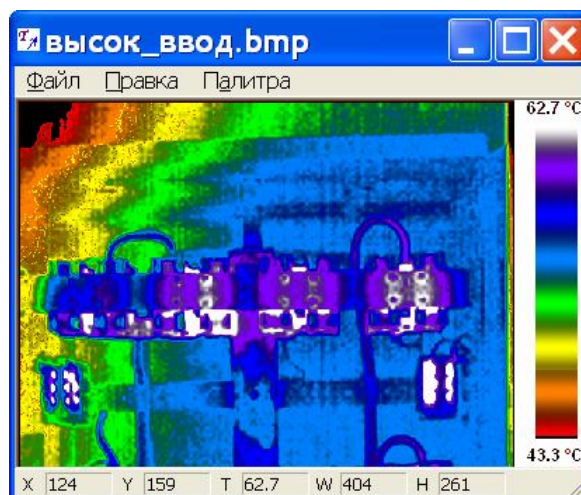 высок_ввод.bmp
Файл Правка Палитра
62.7 °C
43.3 °C
X 124 Y 159 T 62.7 W 404 H 261